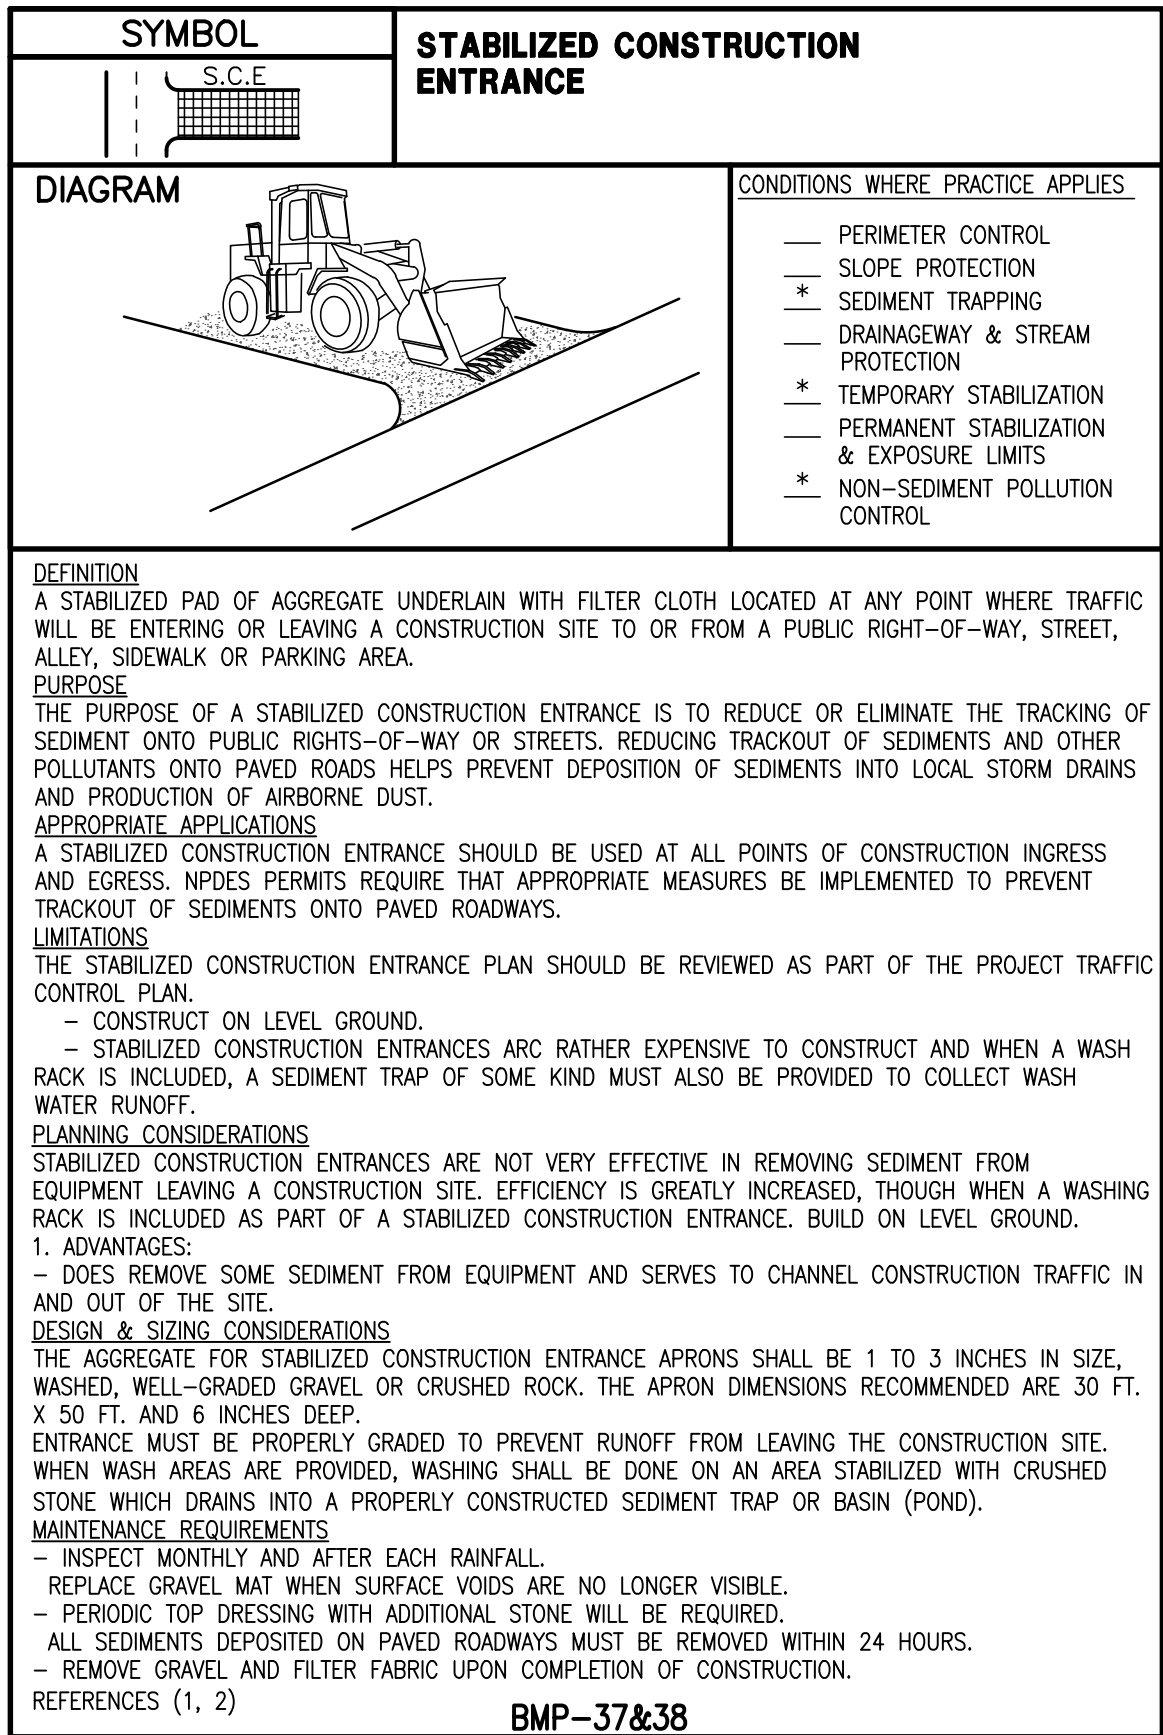 SYMBOL
S.C.E
STABILIZED CONSTRUCTION
ENTRANCE
DIAGRAM
CONDITIONS WHERE PRACTICE APPLIES
___ PERIMETER CONTROL
___ SLOPE PROTECTION
_*_ SEDIMENT TRAPPING
___ DRAINAGEWAY & STREAM
PROTECTION
_*_ TEMPORARY STABILIZATION
___ PERMANENT STABILIZATION
& EXPOSURE LIMITS
_*_ NON-SEDIMENT POLLUTION
CONTROL
DEFINITION
A STABILIZED PAD OF AGGREGATE UNDERLAIN WITH FILTER CLOTH LOCATED AT ANY POINT WHERE TRAFFIC
WILL BE ENTERING OR LEAVING A CONSTRUCTION SITE TO OR FROM A PUBLIC RIGHT-OF-WAY, STREET,
ALLEY, SIDEWALK OR PARKING AREA.
PURPOSE
THE PURPOSE OF A STABILIZED CONSTRUCTION ENTRANCE IS TO REDUCE OR ELIMINATE THE TRACKING OF
SEDIMENT ONTO PUBLIC RIGHTS-OF-WAY OR STREETS. REDUCING TRACKOUT OF SEDIMENTS AND OTHER
POLLUTANTS ONTO PAVED ROADS HELPS PREVENT DEPOSITION OF SEDIMENTS INTO LOCAL STORM DRAINS
AND PRODUCTION OF AIRBORNE DUST.
APPROPRIATE APPLICATIONS
A STABILIZED CONSTRUCTION ENTRANCE SHOULD BE USED AT ALL POINTS OF CONSTRUCTION INGRESS
AND EGRESS. NPDES PERMITS REQUIRE THAT APPROPRIATE MEASURES BE IMPLEMENTED TO PREVENT
TRACKOUT OF SEDIMENTS ONTO PAVED ROADWAYS.
LIMITATIONS
THE STABILIZED CONSTRUCTION ENTRANCE PLAN SHOULD BE REVIEWED AS PART OF THE PROJECT TRAFFIC
CONTROL PLAN.
- CONSTRUCT ON LEVEL GROUND.
- STABILIZED CONSTRUCTION ENTRANCES ARC RATHER EXPENSIVE TO CONSTRUCT AND WHEN A WASH
RACK IS INCLUDED, A SEDIMENT TRAP OF SOME KIND MUST ALSO BE PROVIDED TO COLLECT WASH
WATER RUNOFF.
PLANNING CONSIDERATIONS
STABILIZED CONSTRUCTION ENTRANCES ARE NOT VERY EFFECTIVE IN REMOVING SEDIMENT FROM
EQUIPMENT LEAVING A CONSTRUCTION SITE. EFFICIENCY IS GREATLY INCREASED, THOUGH WHEN A WASHING
RACK IS INCLUDED AS PART OF A STABILIZED CONSTRUCTION ENTRANCE. BUILD ON LEVEL GROUND.
1. ADVANTAGES:
- DOES REMOVE SOME SEDIMENT FROM EQUIPMENT AND SERVES TO CHANNEL CONSTRUCTION TRAFFIC IN
AND OUT OF THE SITE.
DESIGN & SIZING CONSIDERATIONS
THE AGGREGATE FOR STABILIZED CONSTRUCTION ENTRANCE APRONS SHALL BE 1 TO 3 INCHES IN SIZE,
WASHED, WELL-GRADED GRAVEL OR CRUSHED ROCK. THE APRON DIMENSIONS RECOMMENDED ARE 30 FT.
X 50 FT. AND 6 INCHES DEEP.
ENTRANCE MUST BE PROPERLY GRADED TO PREVENT RUNOFF FROM LEAVING THE CONSTRUCTION SITE.
WHEN WASH AREAS ARE PROVIDED, WASHING SHALL BE DONE ON AN AREA STABILIZED WITH CRUSHED
STONE WHICH DRAINS INTO A PROPERLY CONSTRUCTED SEDIMENT TRAP OR BASIN (POND).
MAINTENANCE REQUIREMENTS
- INSPECT MONTHLY AND AFTER EACH RAINFALL.
REPLACE GRAVEL MAT WHEN SURFACE VOIDS ARE NO LONGER VISIBLE.
- PERIODIC TOP DRESSING WITH ADDITIONAL STONE WILL BE REQUIRED.
ALL SEDIMENTS DEPOSITED ON PAVED ROADWAYS MUST BE REMOVED WITHIN 24 HOURS.
- REMOVE GRAVEL AND FILTER FABRIC UPON COMPLETION OF CONSTRUCTION.
REFERENCES (1, 2)
BMP-37&38